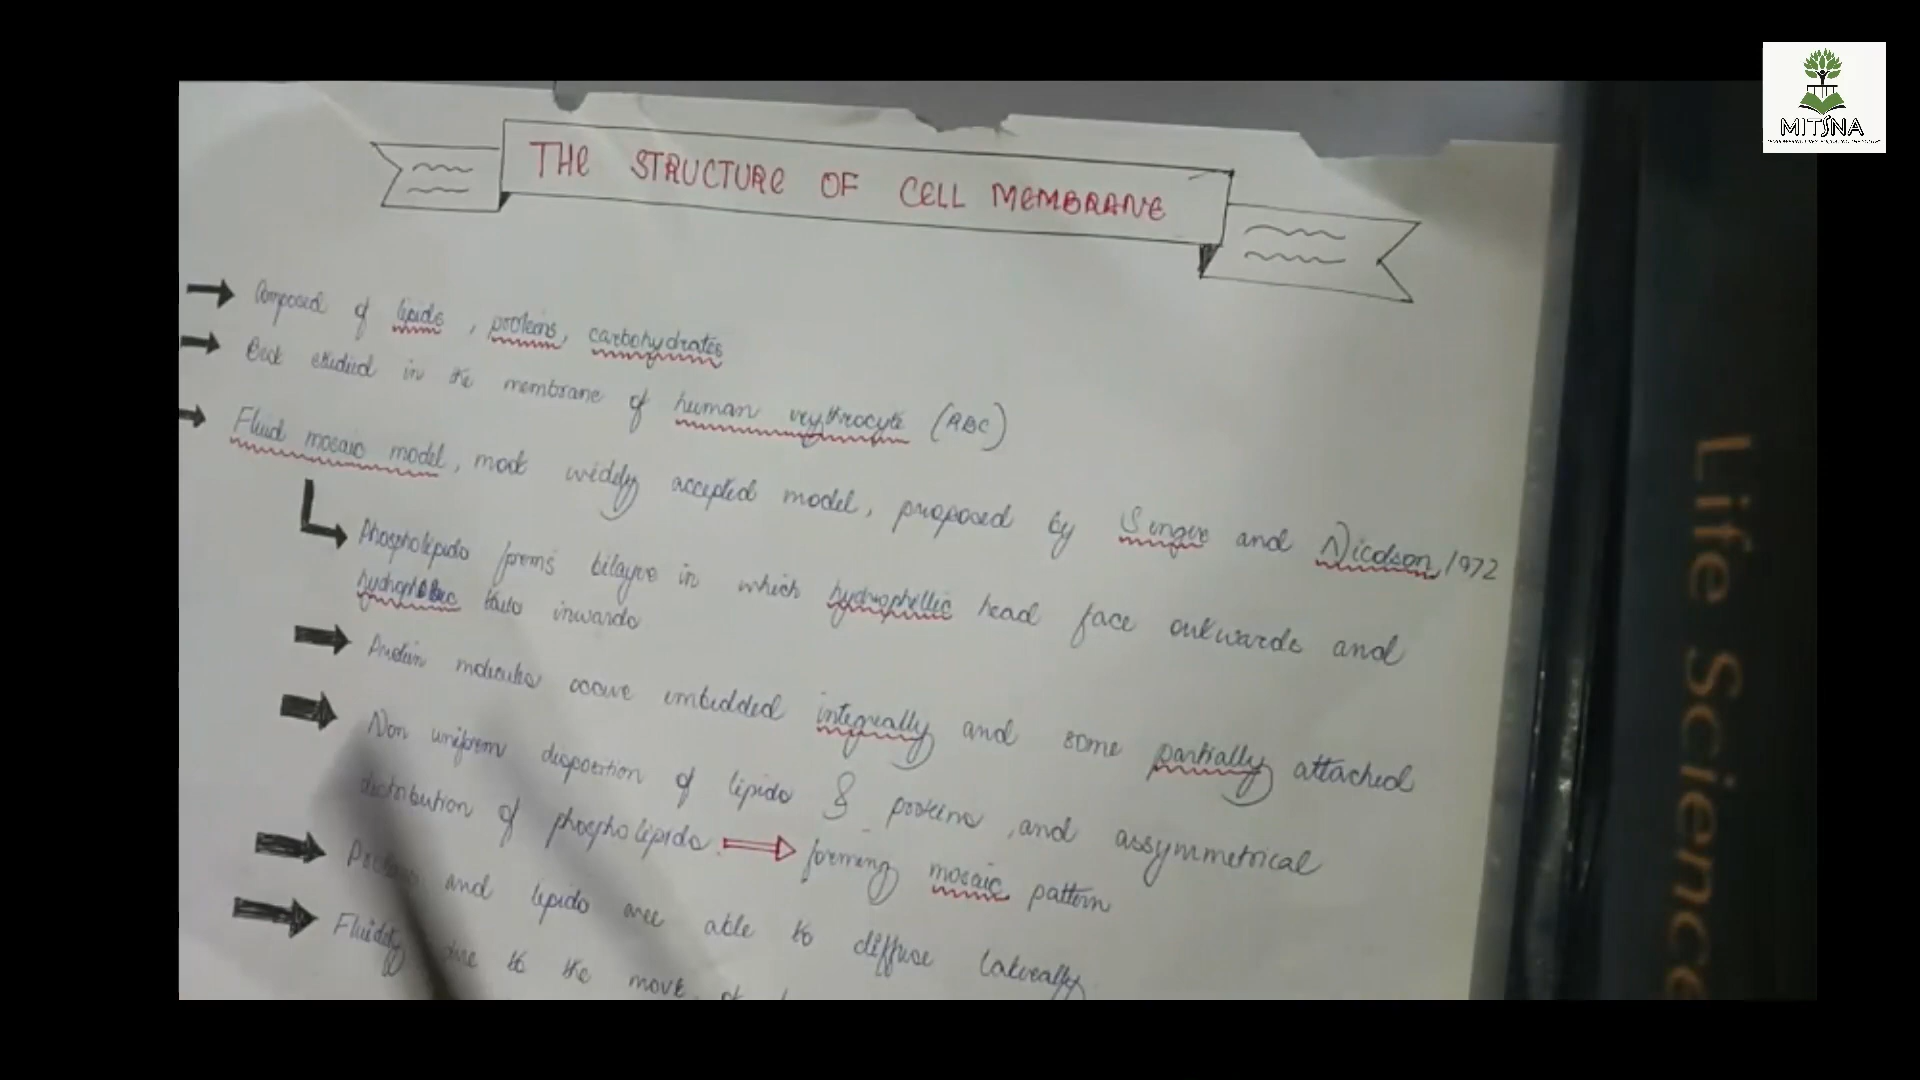 MITSNA
THE STRUCTURE OF CELL MEMBRANE
Composed of lipids, proteins, carbohydrates
Best studied in the membrane of human erythrocyte (RBC)
Fluid mosaic model, most widely accepted model, proposed by Singer and Nicolson, 1972
Phospholipids forms bilayer in which hydrophillic head face outwards and
hydrophobic tails inwards
Protein molecules occur embedded integrally and some partially attached
Non uniform disposition of lipids & proteins, and assymmetrical
distribution of phospholipids ⇒ forming mosaic pattern
and lipids are able to diffuse laterally
Fluidity due to the move. of
Life Science